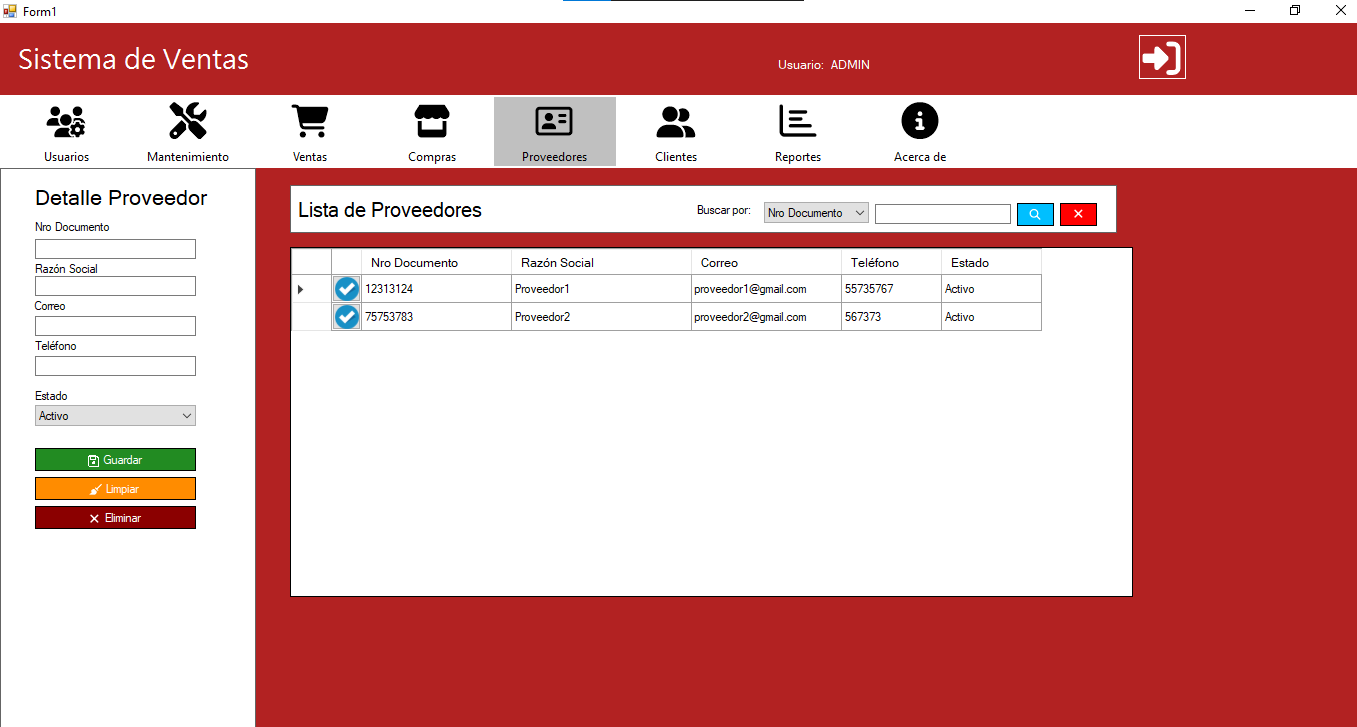 Form1
Sistema de Ventas
Usuario: ADMIN
Usuarios Mantenimiento Ventas Compras Proveedores Clientes Reportes Acerca de
Detalle Proveedor
Nro Documento
Razón Social
Correo
Teléfono
Estado
Activo
Guardar
Limpiar
Eliminar
Lista de Proveedores
Buscar por: Nro Documento
Nro Documento Razón Social Correo Teléfono Estado
12313124 Proveedor1 proveedor1@gmail.com 55735767 Activo
75753783 Proveedor2 proveedor2@gmail.com 567373 Activo